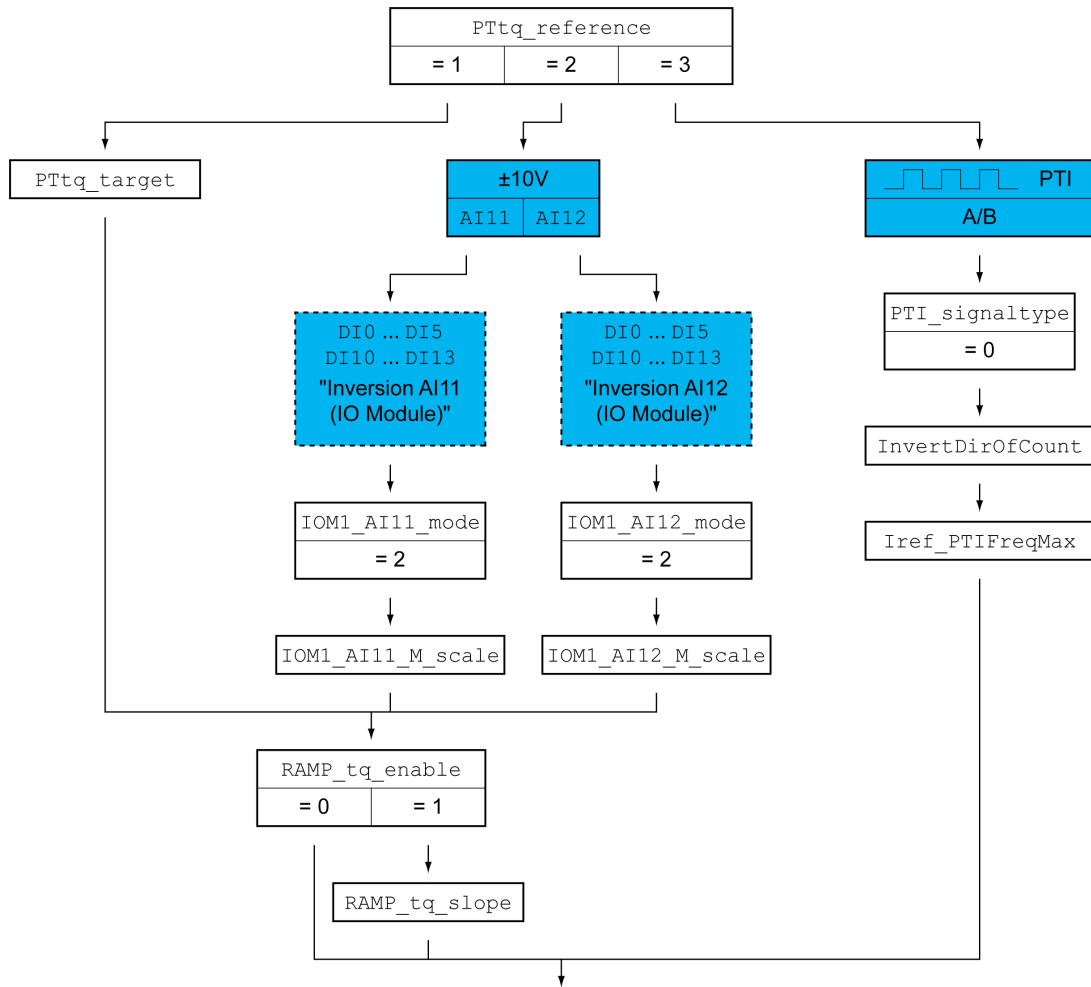 PTtq_reference
= 1
= 2
= 3
PTtq_target
±10V
AI11
AI12
PTI
A/B
DI0 ... DI5
DI10 ... DI13
"Inversion AI11
(IO Module)"
DI0 ... DI5
DI10 ... DI13
"Inversion AI12
(IO Module)"
PTI_signaltype
= 0
InvertDirOfCount
IOM1_AI11_mode
= 2
IOM1_AI12_mode
= 2
Iref_PTIFreqMax
IOM1_AI11_M_scale
IOM1_AI12_M_scale
RAMP_tq_enable
= 0
= 1
RAMP_tq_slope